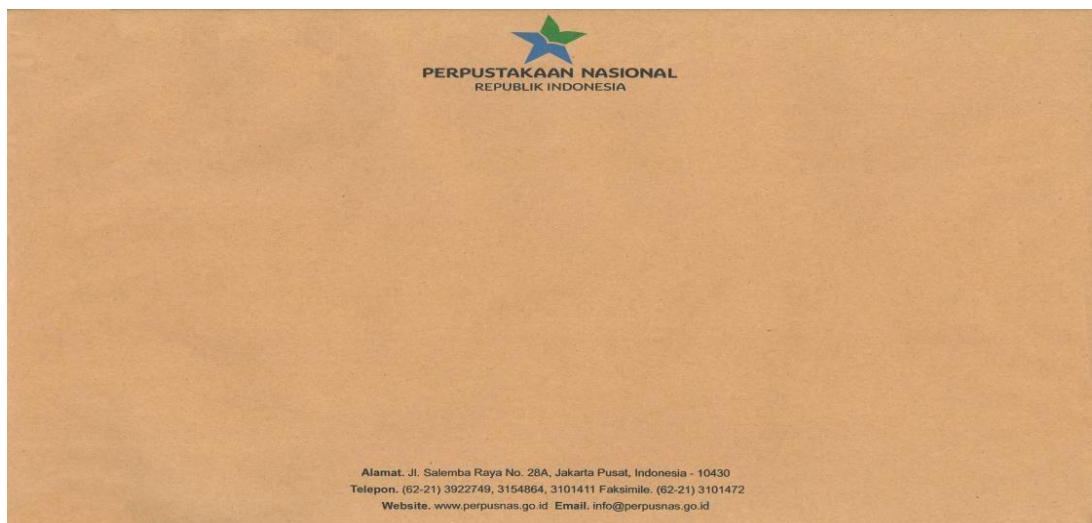 PERPUSTAKAAN NASIONAL
REPUBLIK INDONESIA
Alamat. Jl. Salemba Raya No. 28A, Jakarta Pusat, Indonesia - 10430
Telepon. (62-21) 3922749, 3154864, 3101411 Faksimile. (62-21) 3101472
Website. www.perpusnas.go.id Email. info@perpusnas.go.id